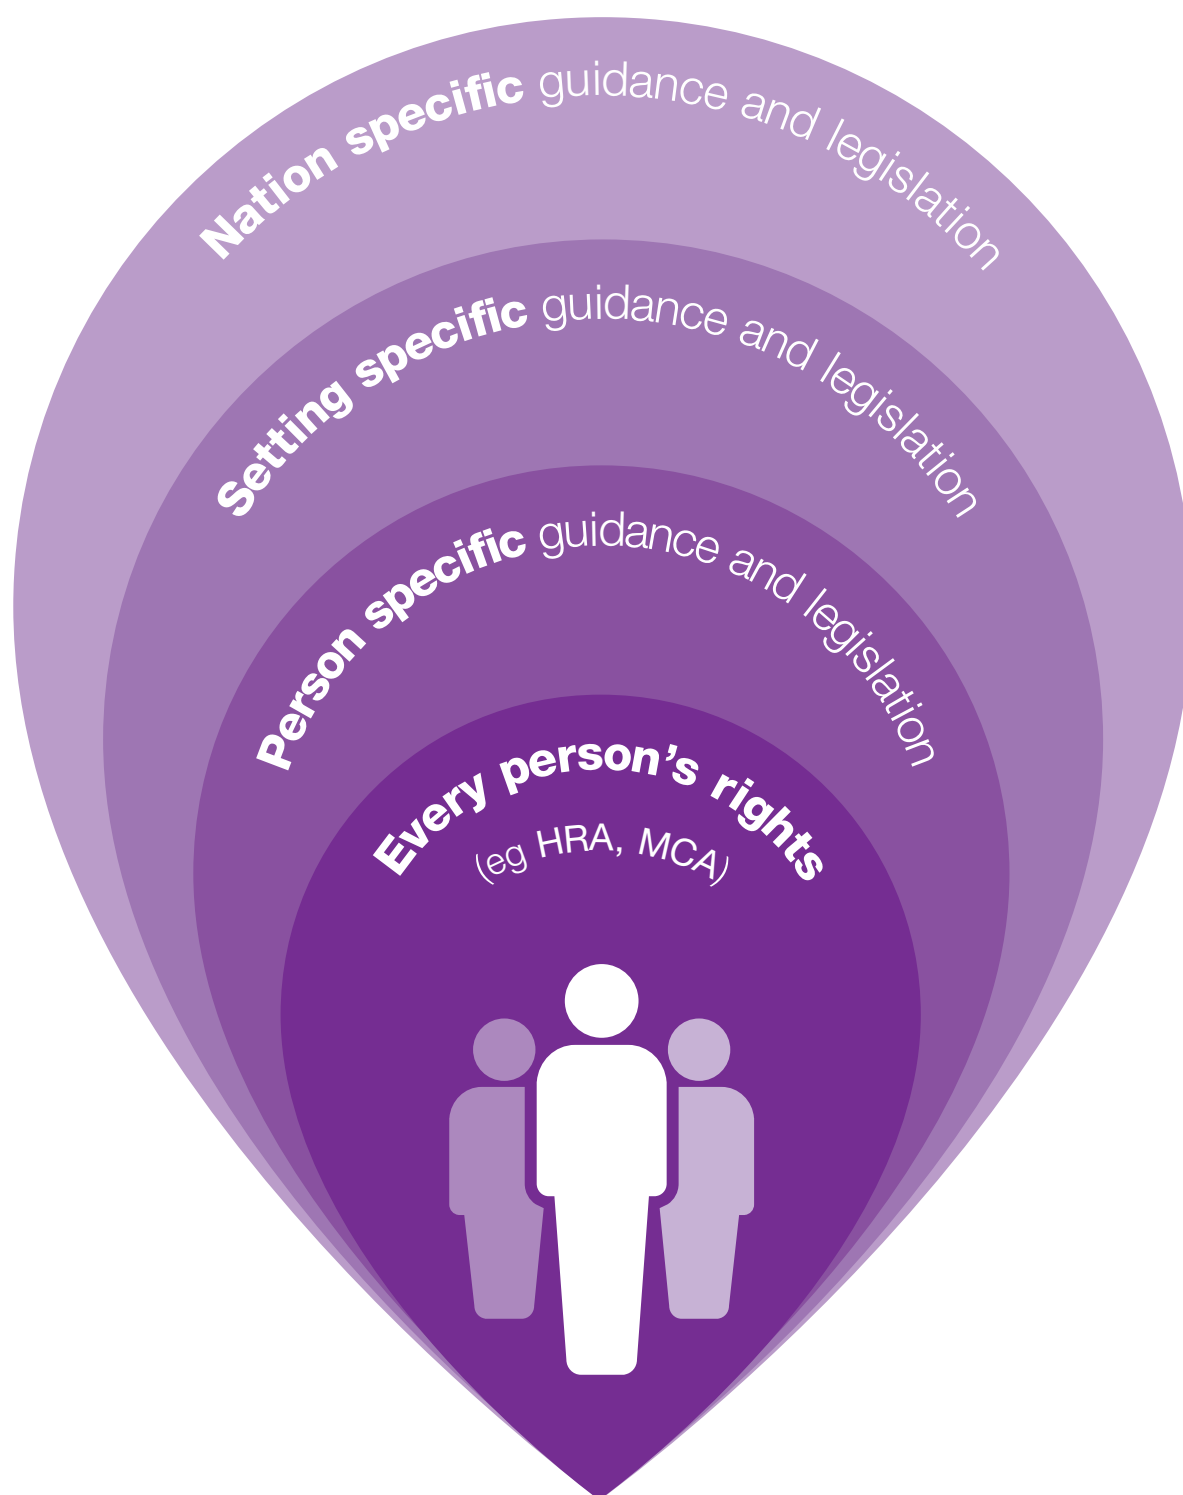 Nation specific guidance and legislation
Setting specific guidance and legislation
Person specific guidance and legislation
Every person’s rights
(eg HRA, MCA)